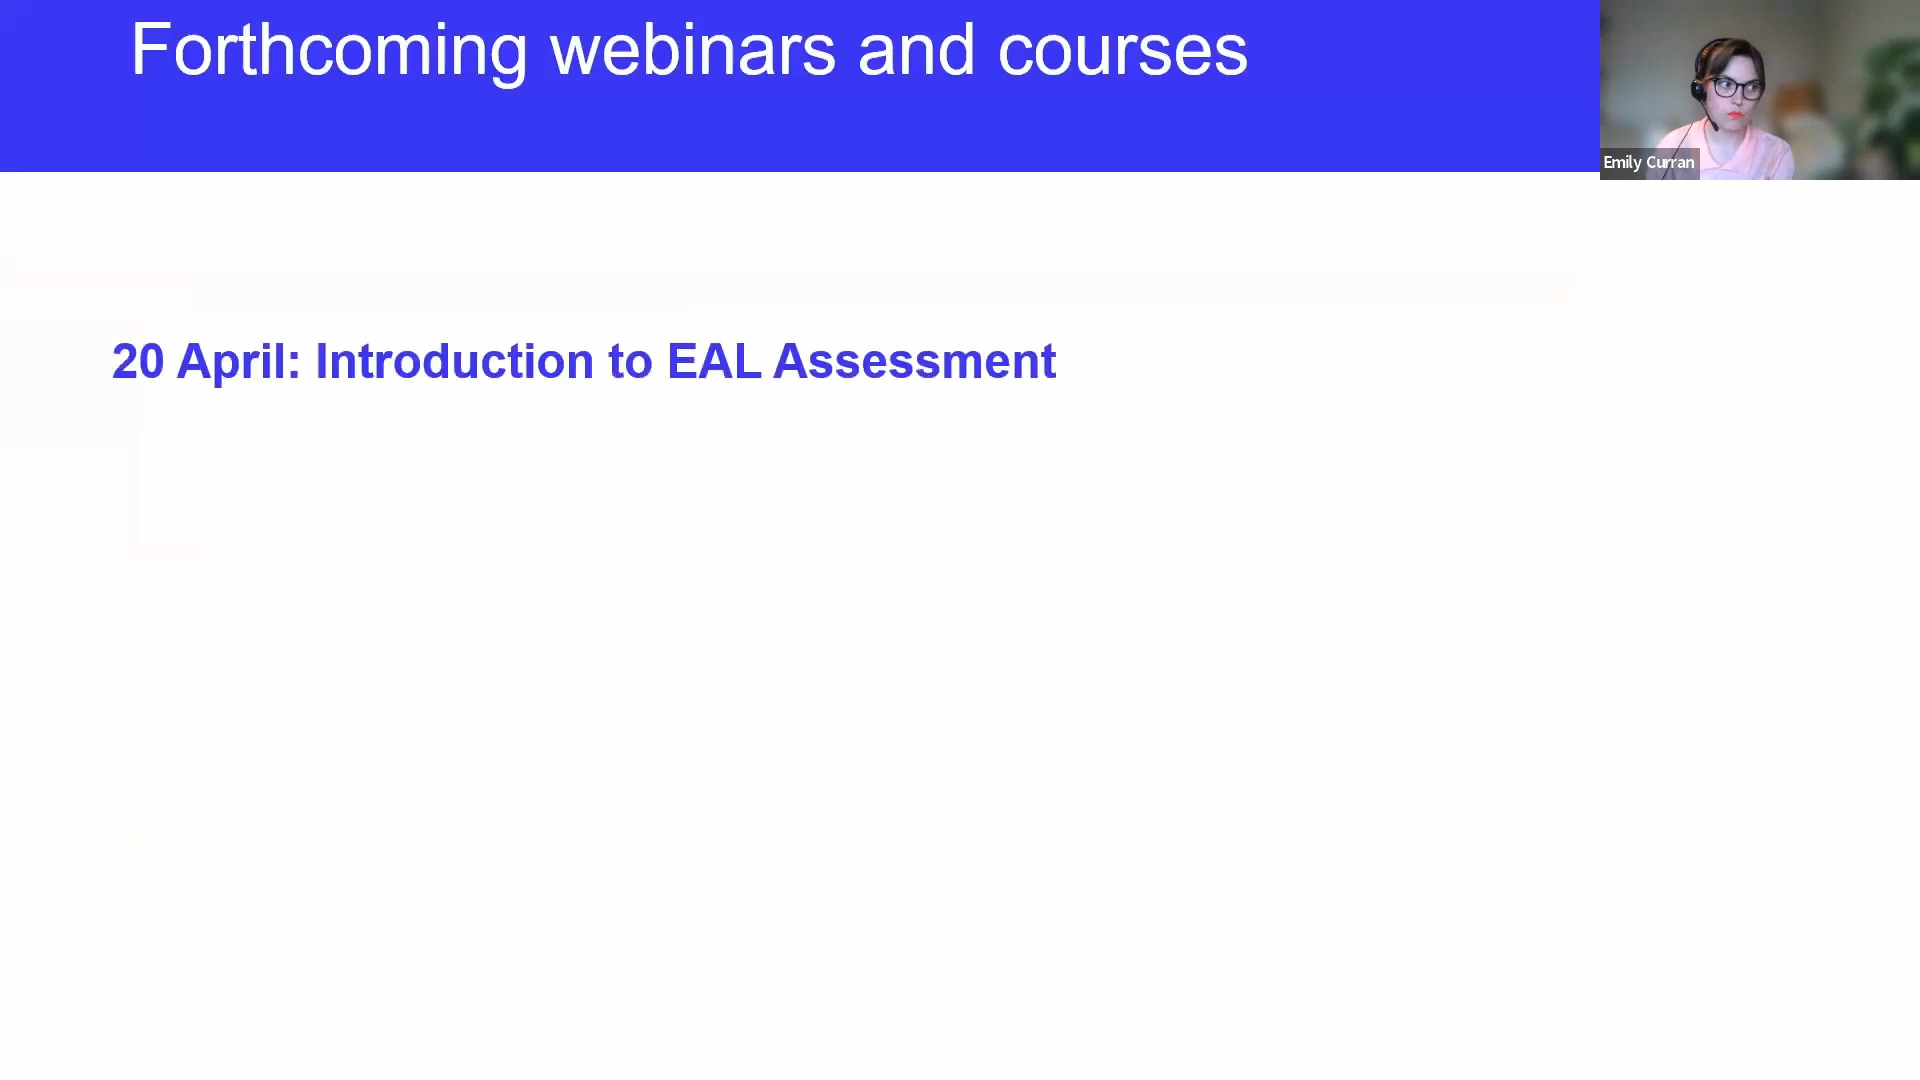 Forthcoming webinars and courses
Emily Curran
20 April: Introduction to EAL Assessment